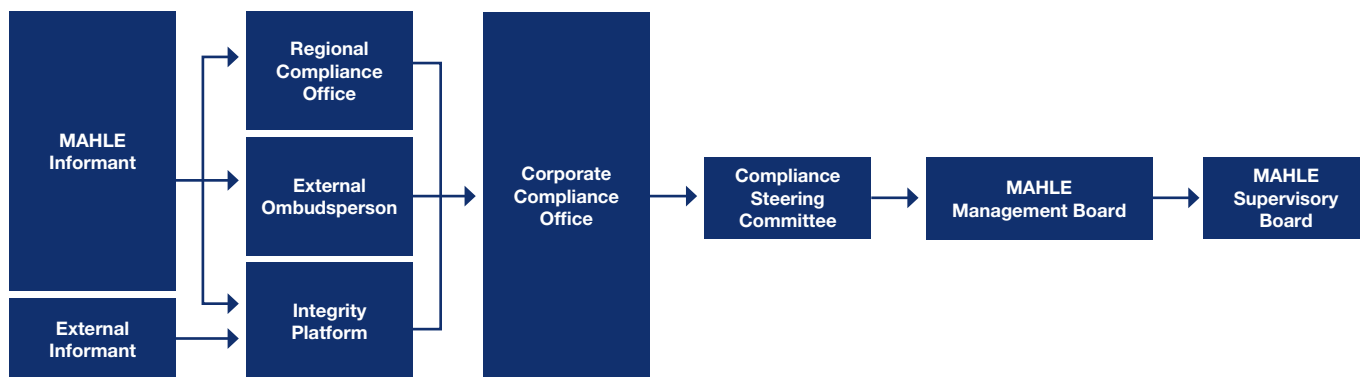 MAHLE
Informant
External
Informant
Regional
Compliance
Office
External
Ombudsperson
Integrity
Platform
Corporate
Compliance
Office
Compliance
Steering
Committee
MAHLE
Management Board
MAHLE
Supervisory
Board